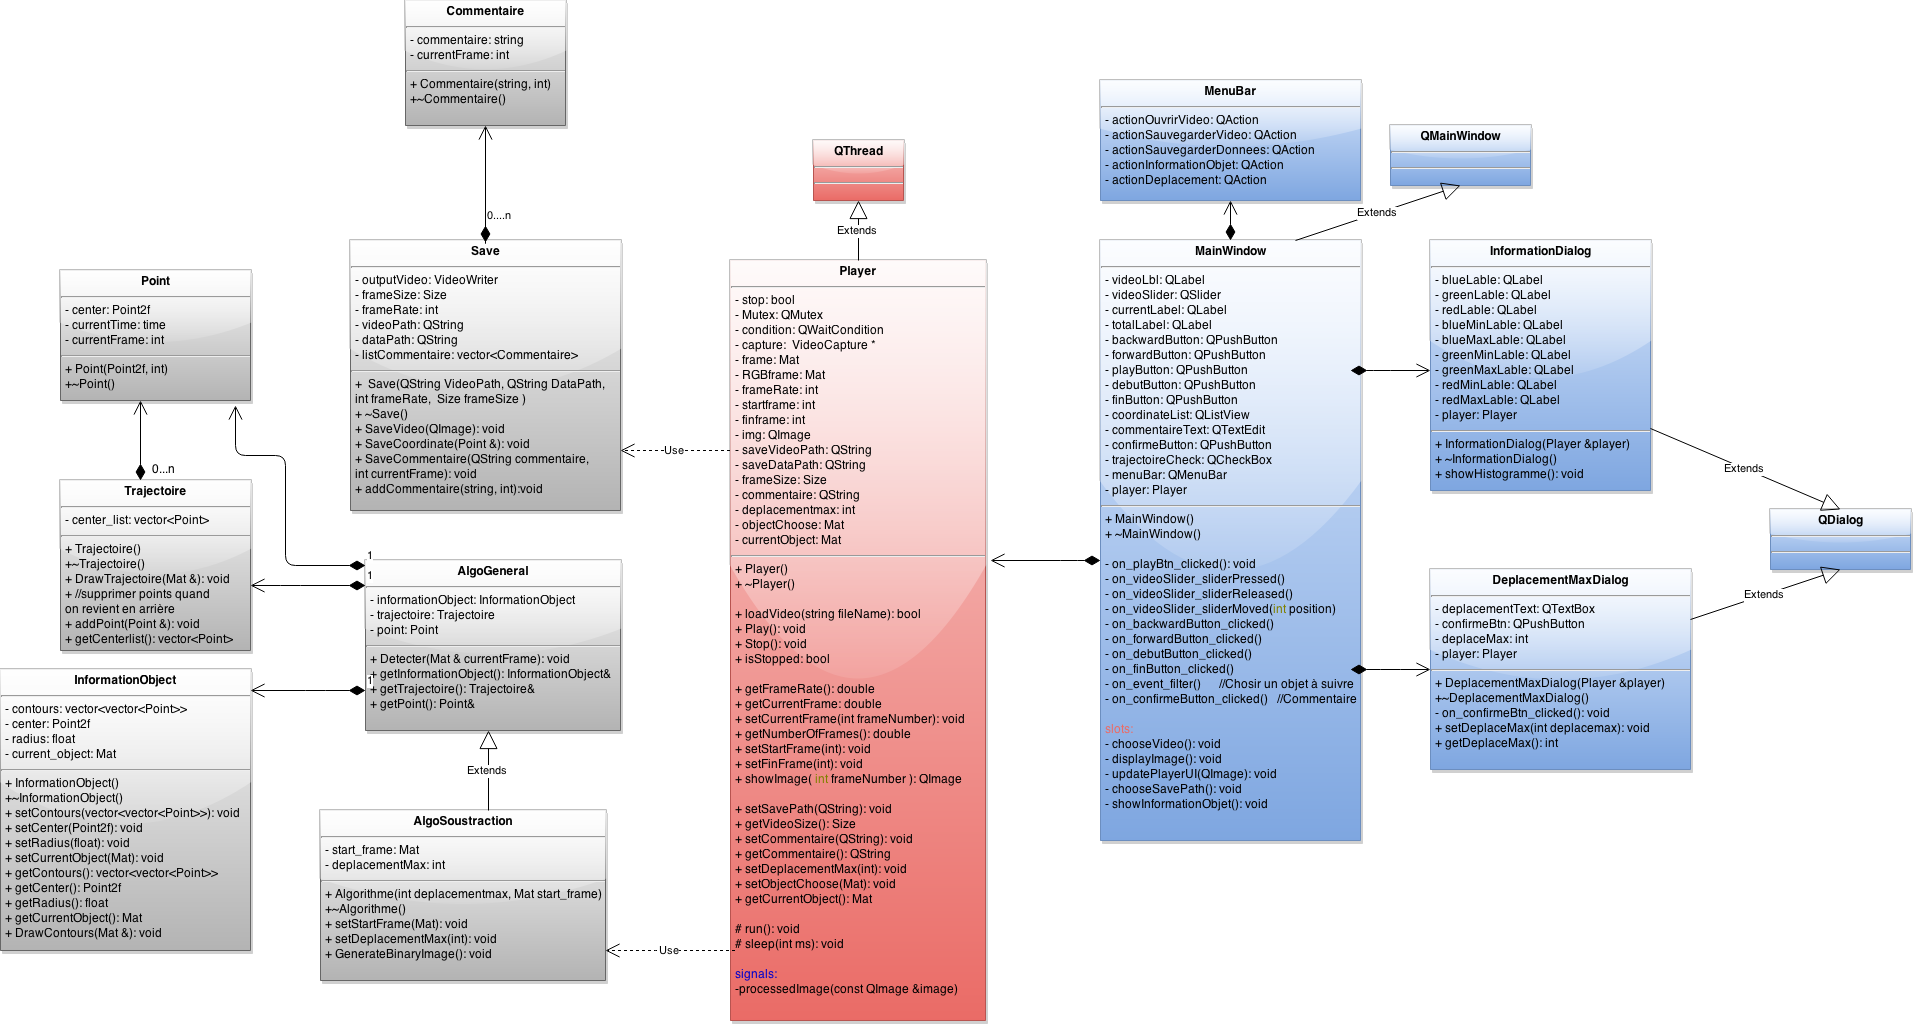 Commentaire
- commentaire: string
- currentFrame: int
+ Commentaire(string, int)
+~Commentaire()
0....n
Save
- outputVideo: VideoWriter
- frameSize: Size
- frameRate: int
- videoPath: QString
- dataPath: QString
- listCommentaire: vector<Commentaire>
+  Save(QString VideoPath, QString DataPath,
int frameRate,  Size frameSize )
+ ~Save()
+ SaveVideo(QImage): void
+ SaveCoordinate(Point &): void
+ SaveCommentaire(QString commentaire,
int currentFrame): void
+ addCommentaire(string, int):void
Point
- center: Point2f
- currentTime: time
- currentFrame: int
+ Point(Point2f, int)
+~Point()
0...n
Trajectoire
- center_list: vector<Point>
+ Trajectoire()
+~Trajectoire()
+ DrawTrajectoire(Mat &): void
+ //supprimer points quand
on revient en arrière
+ addPoint(Point &): void
+ getCenterlist(): vector<Point>
InformationObject
- contours: vector<vector<Point>>
- center: Point2f
- radius: float
- current_object: Mat
+ InformationObject()
+~InformationObject()
+ setContours(vector<vector<Point>>): void
+ setCenter(Point2f): void
+ setRadius(float): void
+ setCurrentObject(Mat): void
+ getContours(): vector<vector<Point>>
+ getCenter(): Point2f
+ getRadius(): float
+ getCurrentObject(): Mat
+ DrawContours(Mat &): void
1
1
1
AlgoGeneral
- informationObject: InformationObject
- trajectoire: Trajectoire
- point: Point
+ Detecter(Mat & currentFrame): void
+ getInformationObject(): InformationObject&
+ getTrajectoire(): Trajectoire&
+ getPoint(): Point&
Extends
AlgoSoustraction
- start_frame: Mat
- deplacementMax: int
+ Algorithme(int deplacementmax, Mat start_frame)
+~Algorithme()
+ setStartFrame(Mat): void
+ setDeplacementMax(int): void
+ GenerateBinaryImage(): void
Use
Use
QThread
Extends
Player
- stop: bool
- Mutex: QMutex
- condition: QWaitCondition
- capture:  VideoCapture *
- frame: Mat
- RGBframe: Mat
- frameRate: int
- startframe: int
- finframe: int
- img: QImage
- saveVideoPath: QString
- saveDataPath: QString
- frameSize: Size
- commentaire: QString
- deplacementmax: int
- objectChoose: Mat
- currentObject: Mat
+ Player()
+ ~Player()
+ loadVideo(string fileName): bool
+ Play(): void
+ Stop(): void
+ isStopped: bool
+ getFrameRate(): double
+ getCurrentFrame: double
+ setCurrentFrame(int frameNumber): void
+ getNumberOfFrames(): double
+ setStartFrame(int): void
+ setFinFrame(int): void
+ showImage( int frameNumber ): QImage
+ setSavePath(QString): void
+ getVideoSize(): Size
+ setCommentaire(QString): void
+ getCommentaire(): QString
+ setDeplacementMax(int): void
+ setObjectChoose(Mat): void
+ getCurrentObject(): Mat
# run(): void
# sleep(int ms): void
signals:
-processedImage(const QImage &image)
MenuBar
- actionOuvrirVideo: QAction
- actionSauvegarderVideo: QAction
- actionSauvegarderDonnees: QAction
- actionInformationObjet: QAction
- actionDeplacement: QAction
QMainWindow
Extends
MainWindow
- videoLbl: QLabel
- videoSlider: QSlider
- currentLabel: QLabel
- totalLabel: QLabel
- backwardButton: QPushButton
- forwardButton: QPushButton
- playButton: QPushButton
- debutButton: QPushButton
- finButton: QPushButton
- coordinateList: QListView
- commentaireText: QTextEdit
- confirmeButton: QPushButton
- trajectoireCheck: QCheckBox
- menuBar: QMenuBar
- player: Player
+ MainWindow()
+ ~MainWindow()
- on_playBtn_clicked(): void
- on_videoSlider_sliderPressed()
- on_videoSlider_sliderReleased()
- on_videoSlider_sliderMoved(int position)
- on_backwardButton_clicked()
- on_forwardButton_clicked()
- on_debutButton_clicked()
- on_finButton_clicked()
- on_event_filter()     //Chosir un objet à suivre
- on_confirmeButton_clicked()   //Commentaire
slots:
- chooseVideo(): void
- displayImage(): void
- updatePlayerUI(QImage): void
- chooseSavePath(): void
- showInformationObjet(): void
InformationDialog
- blueLable: QLabel
- greenLable: QLabel
- redLable: QLabel
- blueMinLable: QLabel
- blueMaxLable: QLabel
- greenMinLable: QLabel
- greenMaxLable: QLabel
- redMinLable: QLabel
- redMaxLable: QLabel
- player: Player
+ InformationDialog(Player &player)
+ ~InformationDialog()
+ showHistogramme(): void
Extends
QDialog
Extends
DeplacementMaxDialog
- deplacementText: QTextBox
- confirmeBtn: QPushButton
- deplaceMax: int
- player: Player
+ DeplacementMaxDialog(Player &player)
+~DeplacementMaxDialog()
- on_confirmeBtn_clicked(): void
+ setDeplaceMax(int deplacemax): void
+ getDeplaceMax(): int